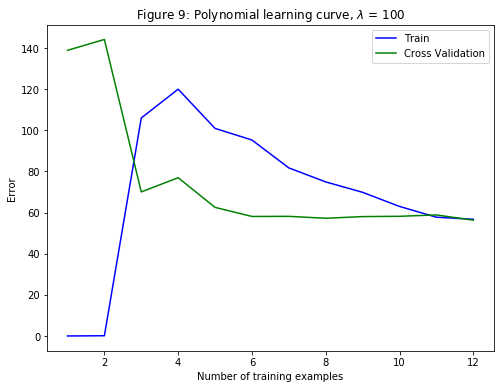 Figure 9: Polynomial learning curve, λ = 100
Train
Cross Validation
Error
140
120
100
80
60
40
20
0
2
4
6
8
10
12
Number of training examples